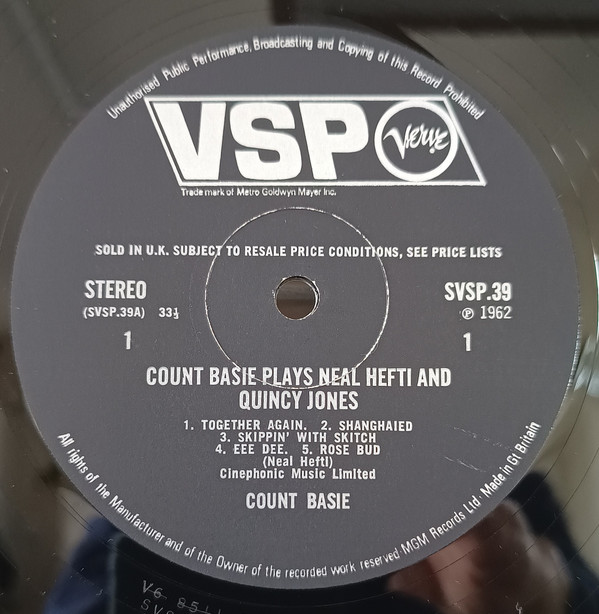 Unauthorised Public Performance, Broadcasting and Copying of this Record Prohibited
VSP Verve
Trade mark of Metro Goldwyn Mayer Inc.
SOLD IN U.K. SUBJECT TO RESALE PRICE CONDITIONS, SEE PRICE LISTS
STEREO SVSP.39
(SVSP.39A) 33⅓ ℗ 1962
1 1
COUNT BASIE PLAYS NEAL HEFTI AND
QUINCY JONES
1. TOGETHER AGAIN. 2. SHANGHAIED
3. SKIPPIN' WITH SKITCH
4. EEE DEE. 5. ROSE BUD
(Neal Hefti)
Cinephonic Music Limited
COUNT BASIE
All rights of the Manufacturer and of the Owner of the recorded work reserved·MGM Records Ltd· Made in Gt Britain
V6